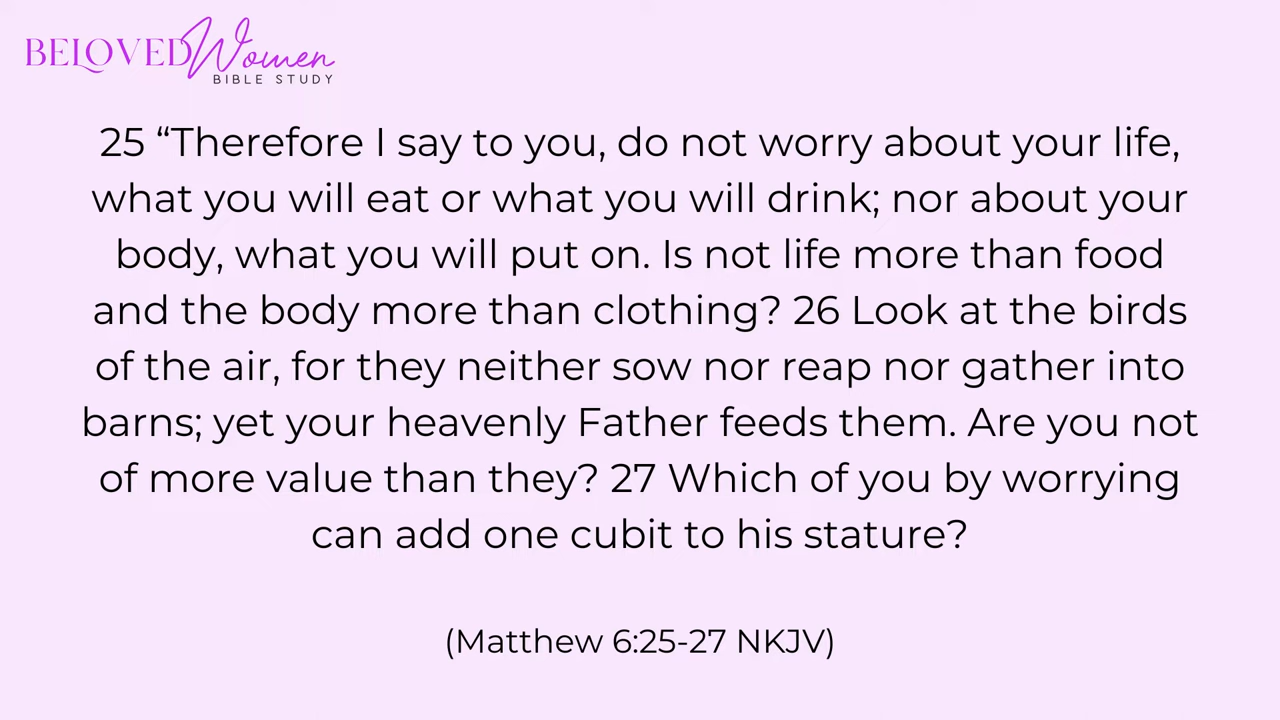 BELOVED Women
BIBLE STUDY
25 “Therefore I say to you, do not worry about your life,
what you will eat or what you will drink; nor about your
body, what you will put on. Is not life more than food
and the body more than clothing? 26 Look at the birds
of the air, for they neither sow nor reap nor gather into
barns; yet your heavenly Father feeds them. Are you not
of more value than they? 27 Which of you by worrying
can add one cubit to his stature?
(Matthew 6:25-27 NKJV)